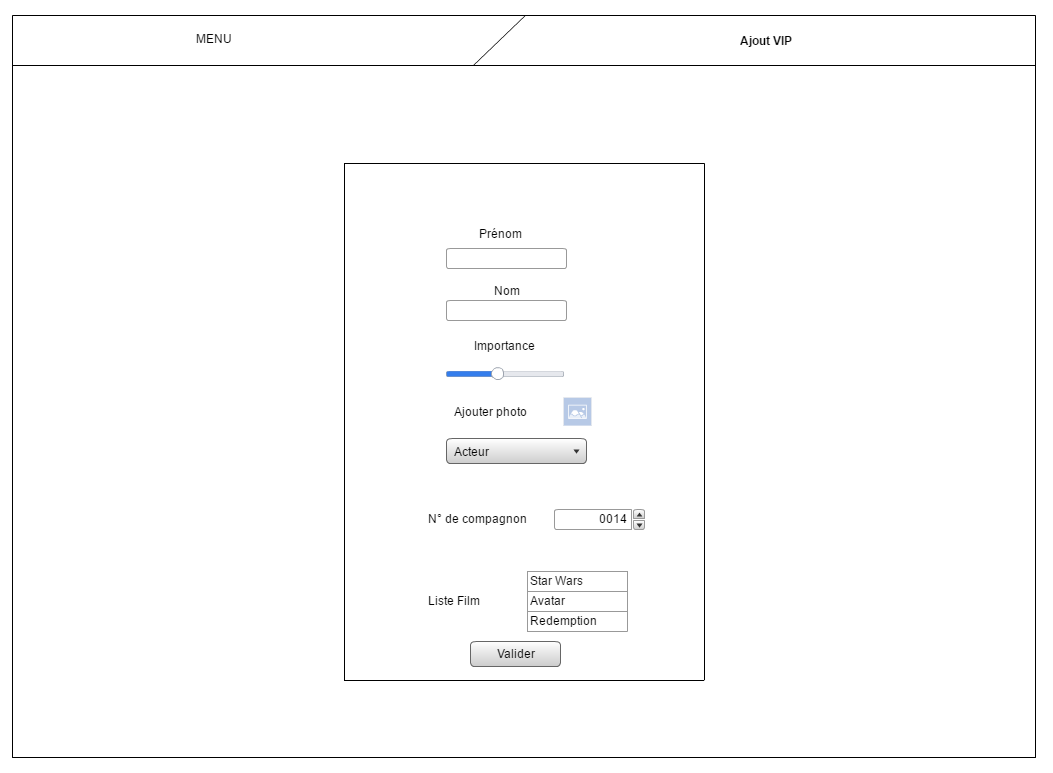 MENU
Ajout VIP
Prénom
Nom
Importance
Ajouter photo
Acteur
N° de compagnon 0014
Star Wars
Liste Film Avatar
Redemption
Valider